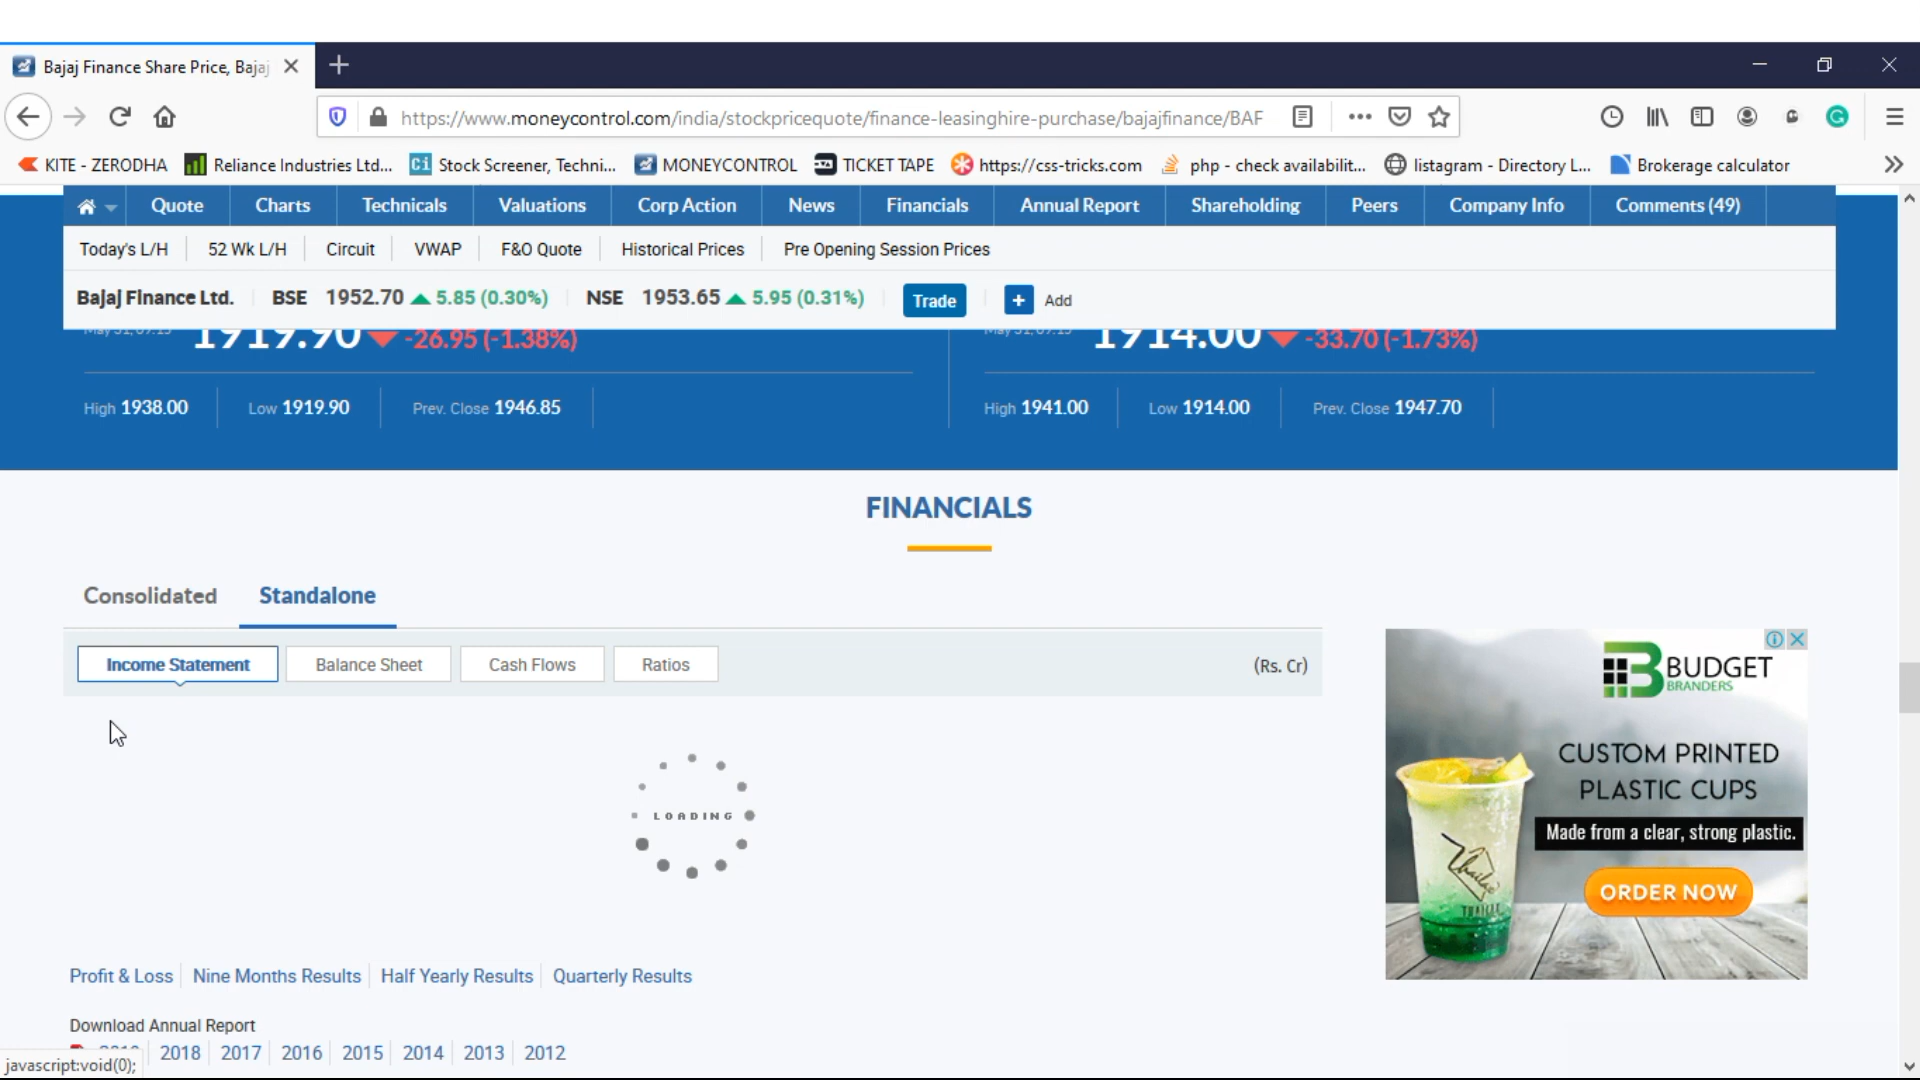 Bajaj Finance Share Price, Bajaj
https://www.moneycontrol.com/india/stockpricequote/finance-leasinghire-purchase/bajajfinance/BAF
KITE - ZERODHA Reliance Industries Ltd... Ci Stock Screener, Techni... MONEYCONTROL TICKET TAPE https://css-tricks.com php - check availabilit... listagram - Directory L... Brokerage calculator
Quote Charts Technicals Valuations Corp Action News Financials Annual Report Shareholding Peers Company Info Comments (49)
Today's L/H 52 Wk L/H Circuit VWAP F&O Quote Historical Prices Pre Opening Session Prices
Bajaj Finance Ltd. BSE 1952.70 5.85 (0.30%) NSE 1953.65 5.95 (0.31%) Trade + Add
1919.90 -26.95 (-1.38%) 1914.00 -33.70 (-1.73%)
High 1938.00 Low 1919.90 Prev. Close 1946.85 High 1941.00 Low 1914.00 Prev. Close 1947.70
FINANCIALS
Consolidated Standalone
Income Statement Balance Sheet Cash Flows Ratios (Rs. Cr)
LOADING
BUDGET
BRANDERS
CUSTOM PRINTED
PLASTIC CUPS
Made from a clear, strong plastic.
ORDER NOW
Profit & Loss Nine Months Results Half Yearly Results Quarterly Results
Download Annual Report
2018 2017 2016 2015 2014 2013 2012
javascript:void(0);